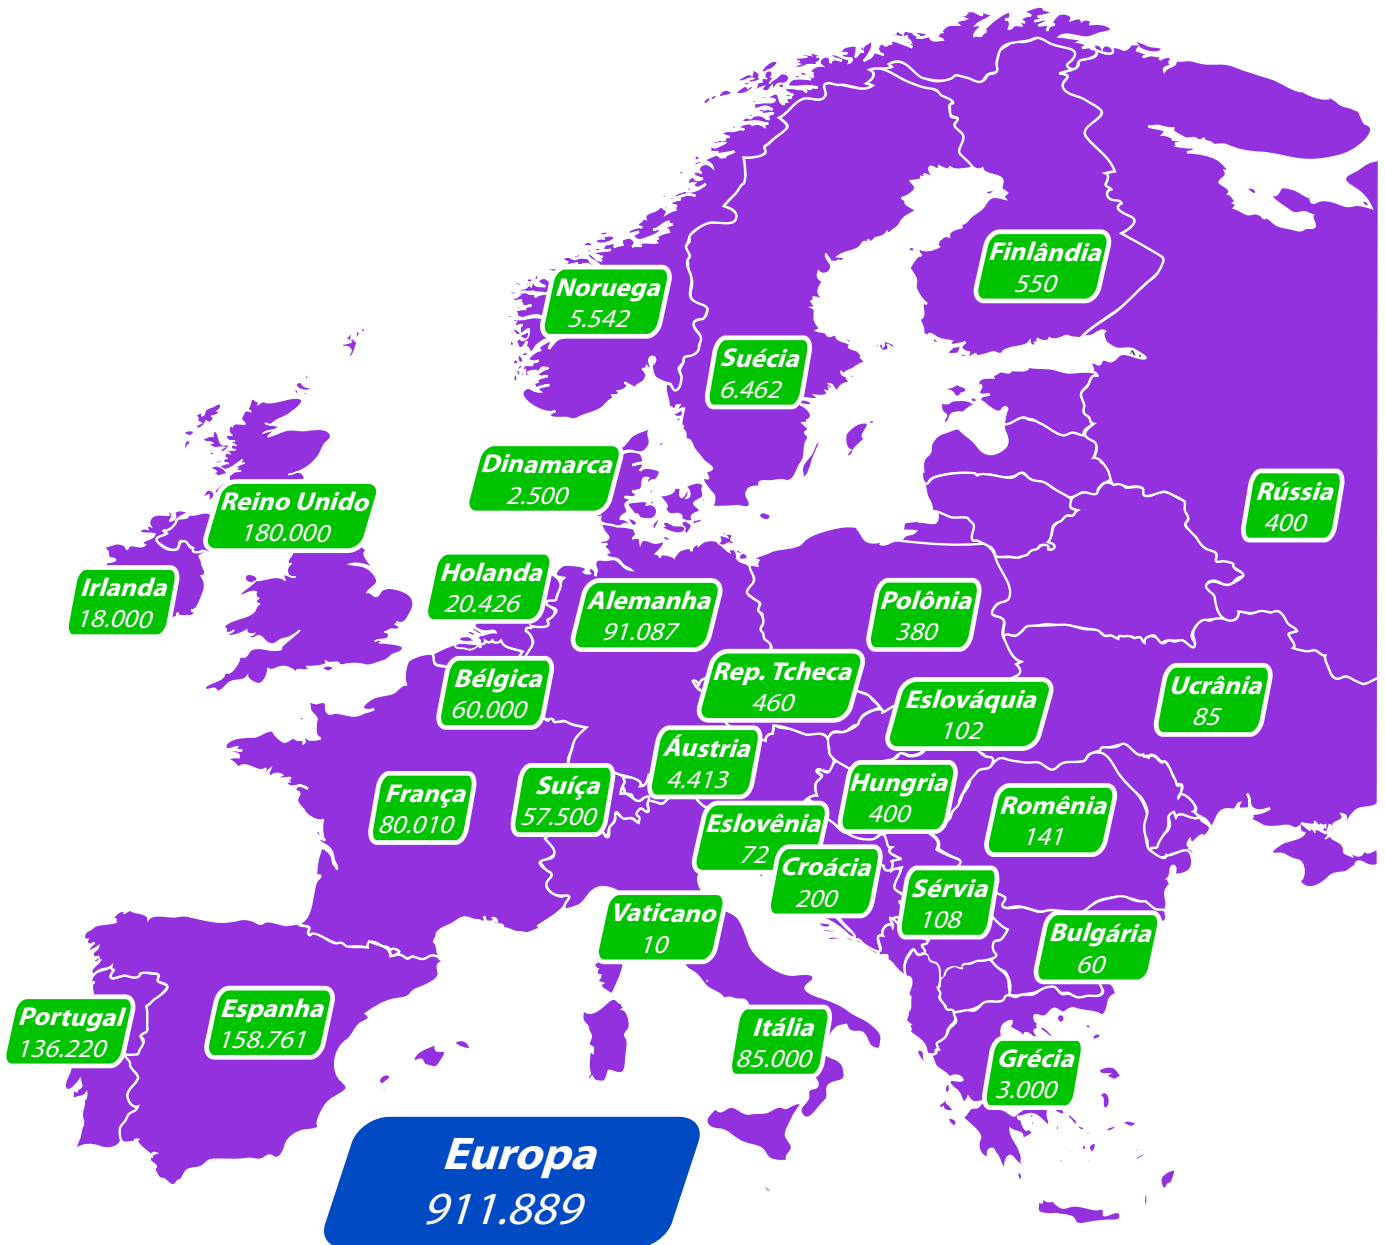 Finlândia
550
Noruega
5.542
Suécia
6.462
Dinamarca
2.500
Reino Unido
180.000
Rússia
400
Irlanda
18.000
Holanda
20.426
Alemanha
91.087
Polônia
380
Bélgica
60.000
Rep. Tcheca
460
Eslováquia
102
Ucrânia
85
Áustria
4.413
França
80.010
Suíça
57.500
Hungria
400
Romênia
141
Eslovênia
72
Croácia
200
Sérvia
108
Vaticano
10
Bulgária
60
Portugal
136.220
Espanha
158.761
Itália
85.000
Grécia
3.000
Europa
911.889